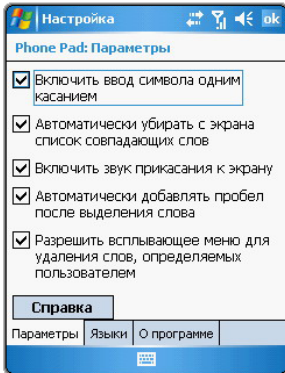 Настройка ok
Phone Pad: Параметры
Включить ввод символа одним
касанием
Автоматически убирать с экрана
список совпадающих слов
Включить звук прикасания к экрану
Автоматически добавлять пробел
после выделения слова
Разрешить всплывающее меню для
удаления слов, определяемых
пользователем
Справка
Параметры Языки О программе